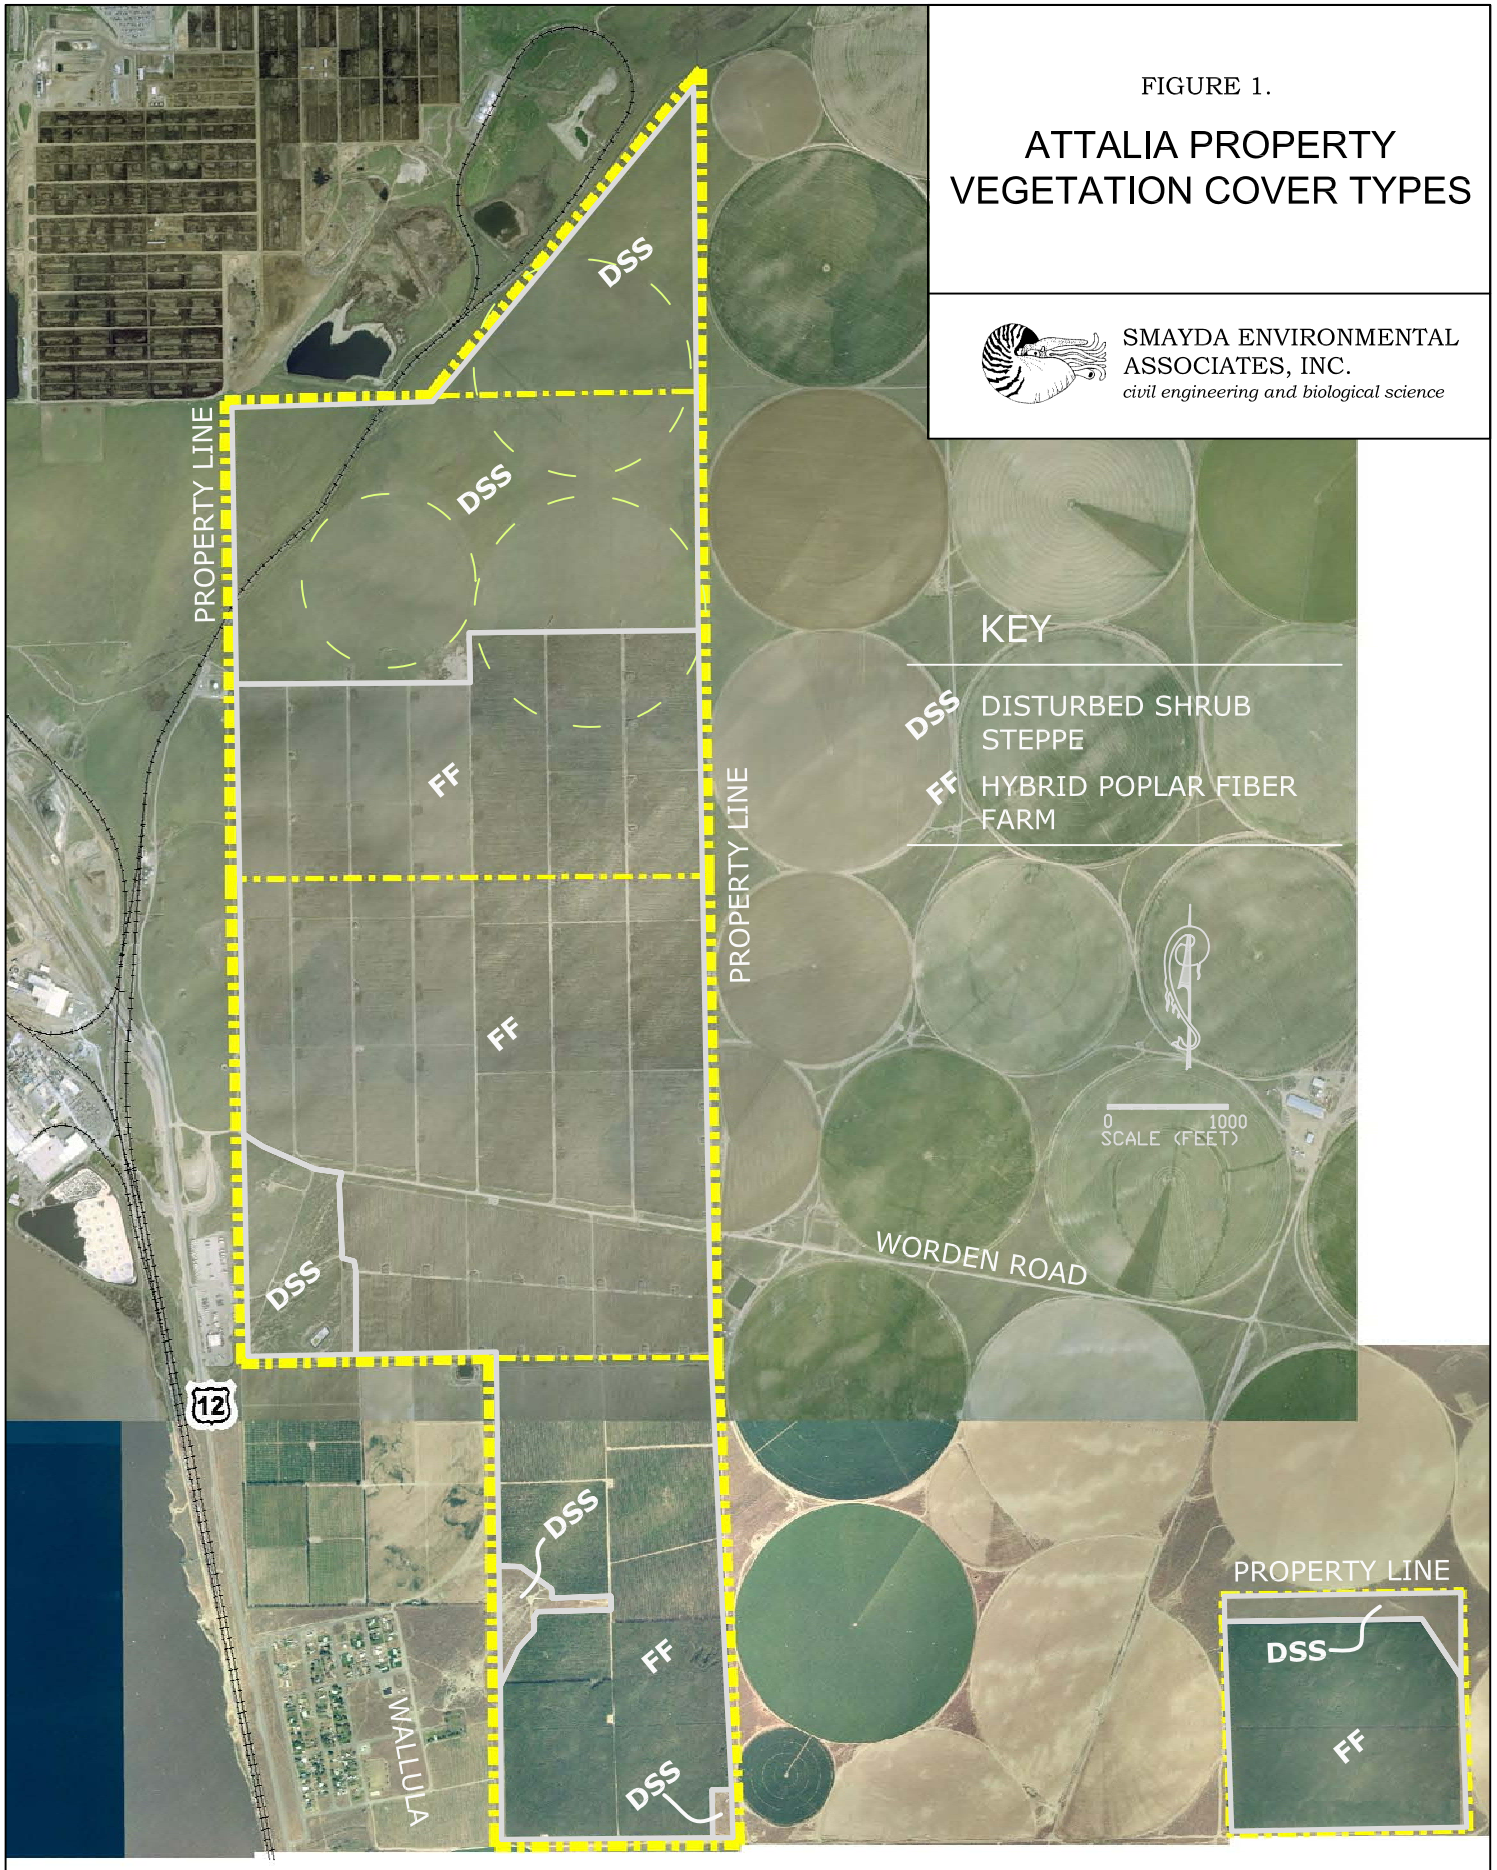 FIGURE 1.
ATTALIA PROPERTY
VEGETATION COVER TYPES
SMAYDA ENVIRONMENTAL
ASSOCIATES, INC.
civil engineering and biological science
DSS
PROPERTY LINE
DSS
KEY
DSS DISTURBED SHRUB
STEPPE
FF HYBRID POPLAR FIBER
FARM
FF
PROPERTY LINE
FF
0 1000
SCALE (FEET)
WORDEN ROAD
DSS
12
DSS
PROPERTY LINE
DSS
FF
FF
WALLULA
DSS